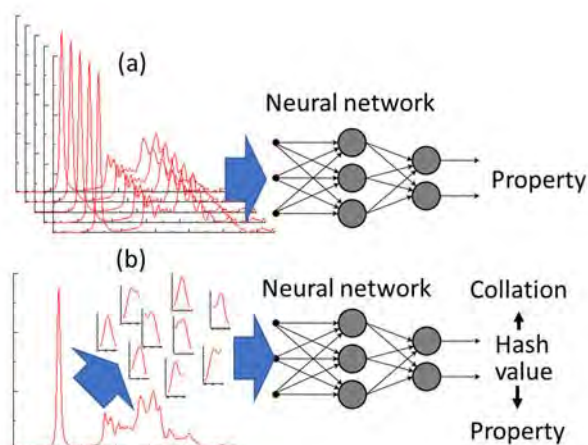 (a)
Neural network
Property
(b)
Neural network
Collation
Hash
value
Property